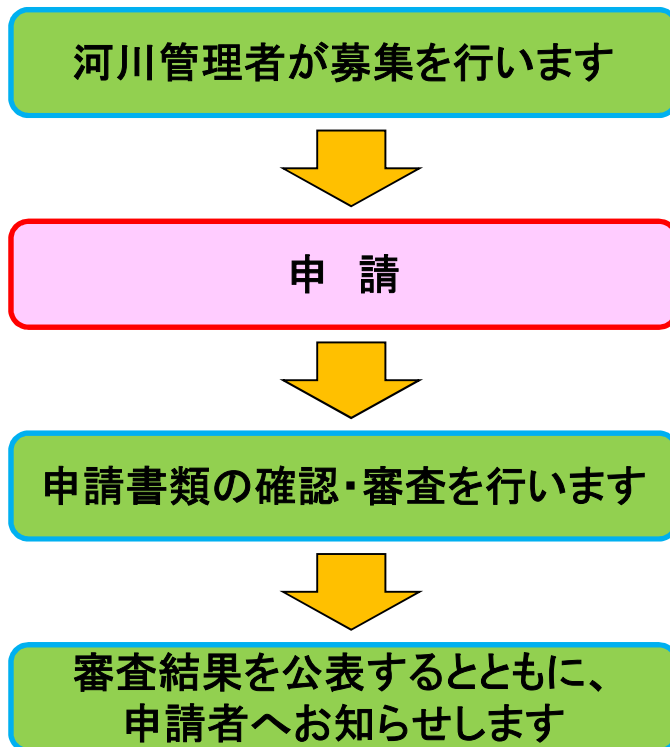 河川管理者が募集を行います
申　請
申請書類の確認・審査を行います
審査結果を公表するとともに、
申請者へお知らせします